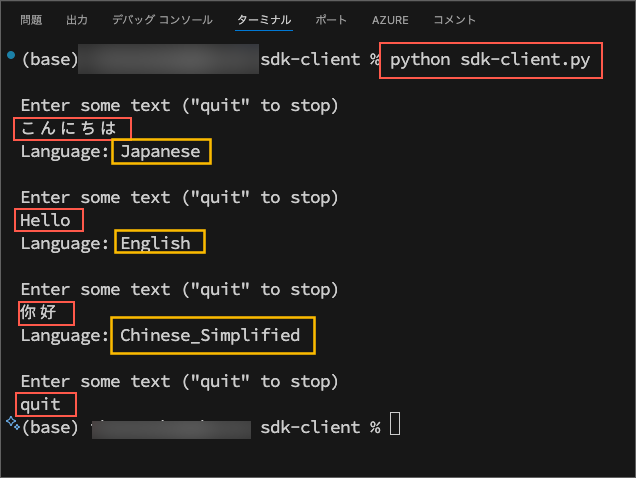 問題 出力 デバッグ コンソール ターミナル ポート AZURE コメント
(base) sdk-client % python sdk-client.py
Enter some text ("quit" to stop)
こんにちは
Language: Japanese
Enter some text ("quit" to stop)
Hello
Language: English
Enter some text ("quit" to stop)
你好
Language: Chinese_Simplified
Enter some text ("quit" to stop)
quit
(base) sdk-client %